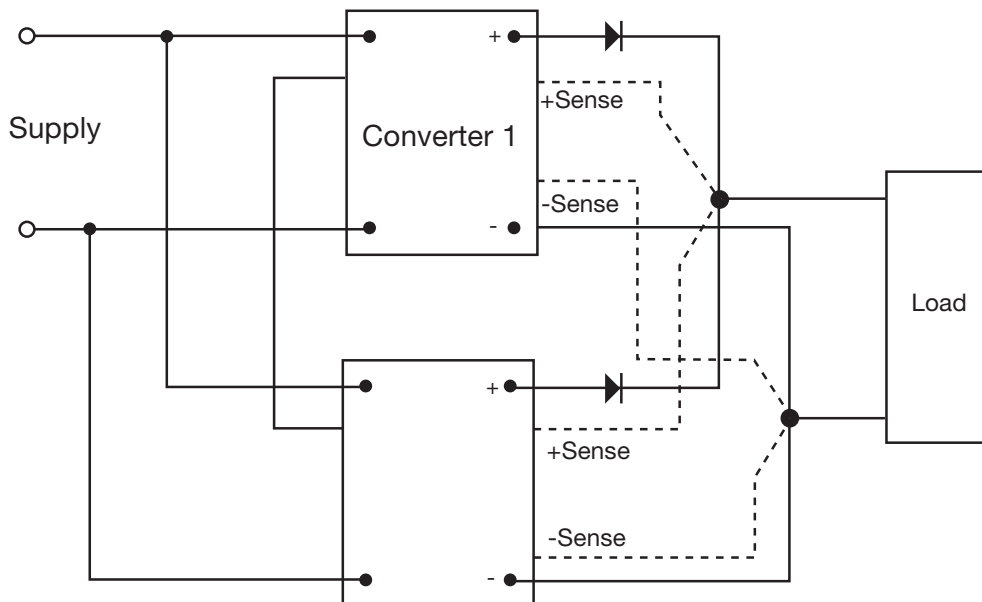 +
+Sense
Supply
Converter 1
-Sense
-
Load
+
+Sense
-Sense
-